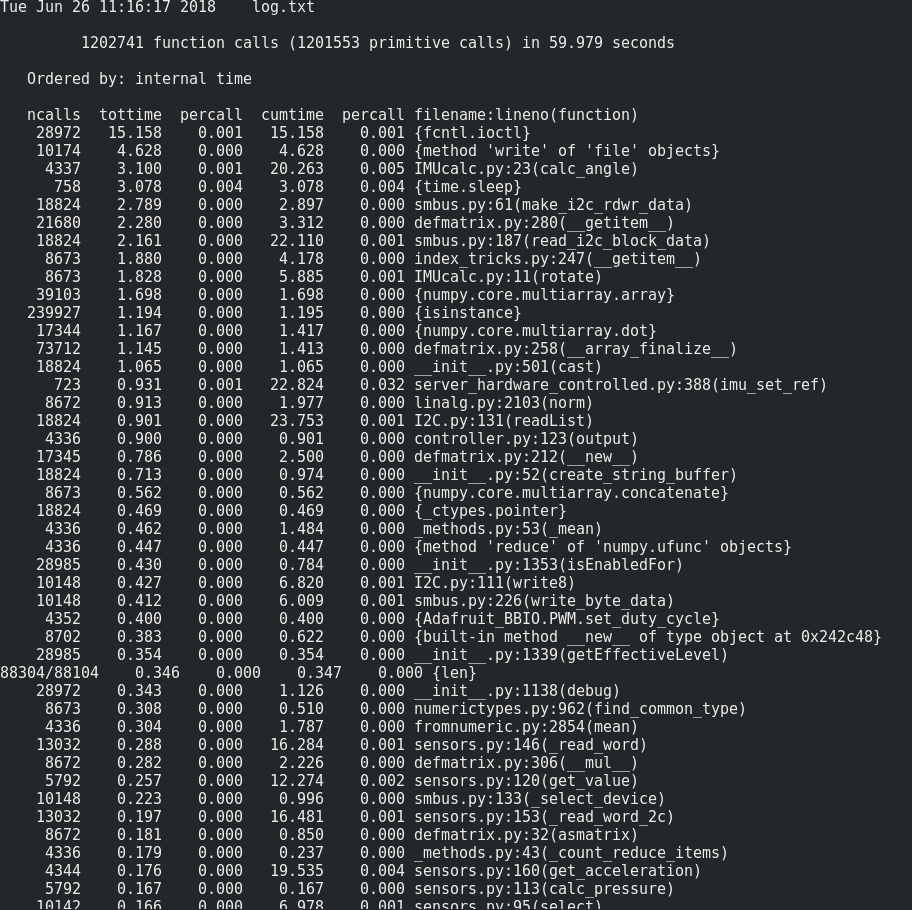 Tue Jun 26 11:16:17 2018    log.txt
         1202741 function calls (1201553 primitive calls) in 59.979 seconds
   Ordered by: internal time
   ncalls  tottime  percall  cumtime  percall filename:lineno(function)
    28972   15.158    0.001   15.158    0.001 {fcntl.ioctl}
    10174    4.628    0.000    4.628    0.000 {method 'write' of 'file' objects}
     4337    3.100    0.001   20.263    0.005 IMUcalc.py:23(calc_angle)
      758    3.078    0.004    3.078    0.004 {time.sleep}
    18824    2.789    0.000    2.897    0.000 smbus.py:61(make_i2c_rdwr_data)
    21680    2.280    0.000    3.312    0.000 defmatrix.py:280(__getitem__)
    18824    2.161    0.000   22.110    0.001 smbus.py:187(read_i2c_block_data)
     8673    1.880    0.000    4.178    0.000 index_tricks.py:247(__getitem__)
     8673    1.828    0.000    5.885    0.001 IMUcalc.py:11(rotate)
    39103    1.698    0.000    1.698    0.000 {numpy.core.multiarray.array}
   239927    1.194    0.000    1.195    0.000 {isinstance}
    17344    1.167    0.000    1.417    0.000 {numpy.core.multiarray.dot}
    73712    1.145    0.000    1.413    0.000 defmatrix.py:258(__array_finalize__)
    18824    1.065    0.000    1.065    0.000 __init__.py:501(cast)
      723    0.931    0.001   22.824    0.032 server_hardware_controlled.py:388(imu_set_ref)
     8672    0.913    0.000    1.977    0.000 linalg.py:2103(norm)
    18824    0.901    0.000   23.753    0.001 I2C.py:131(readList)
     4336    0.900    0.000    0.901    0.000 controller.py:123(output)
    17345    0.786    0.000    2.500    0.000 defmatrix.py:212(__new__)
    18824    0.713    0.000    0.974    0.000 __init__.py:52(create_string_buffer)
     8673    0.562    0.000    0.562    0.000 {numpy.core.multiarray.concatenate}
    18824    0.469    0.000    0.469    0.000 {_ctypes.pointer}
     4336    0.462    0.000    1.484    0.000 _methods.py:53(_mean)
     4336    0.447    0.000    0.447    0.000 {method 'reduce' of 'numpy.ufunc' objects}
    28985    0.430    0.000    0.784    0.000 __init__.py:1353(isEnabledFor)
    10148    0.427    0.000    6.820    0.001 I2C.py:111(write8)
    10148    0.412    0.000    6.009    0.001 smbus.py:226(write_byte_data)
     4352    0.400    0.000    0.400    0.000 {Adafruit_BBIO.PWM.set_duty_cycle}
     8702    0.383    0.000    0.622    0.000 {built-in method __new__ of type object at 0x242c48}
    28985    0.354    0.000    0.354    0.000 __init__.py:1339(getEffectiveLevel)
88304/88104    0.346    0.000    0.347    0.000 {len}
    28972    0.343    0.000    1.126    0.000 __init__.py:1138(debug)
     8673    0.308    0.000    0.510    0.000 numerictypes.py:962(find_common_type)
     4336    0.304    0.000    1.787    0.000 fromnumeric.py:2854(mean)
    13032    0.288    0.000   16.284    0.001 sensors.py:146(_read_word)
     8672    0.282    0.000    2.226    0.000 defmatrix.py:306(__mul__)
     5792    0.257    0.000   12.274    0.002 sensors.py:120(get_value)
    10148    0.223    0.000    0.996    0.000 smbus.py:133(_select_device)
    13032    0.197    0.000   16.481    0.001 sensors.py:153(_read_word_2c)
     8672    0.181    0.000    0.850    0.000 defmatrix.py:32(asmatrix)
     4336    0.179    0.000    0.237    0.000 _methods.py:43(_count_reduce_items)
     4344    0.176    0.000   19.535    0.004 sensors.py:160(get_acceleration)
     5792    0.167    0.000    0.167    0.000 sensors.py:113(calc_pressure)
    10142    0.166    0.000    6.978    0.001 sensors.py:95(select)